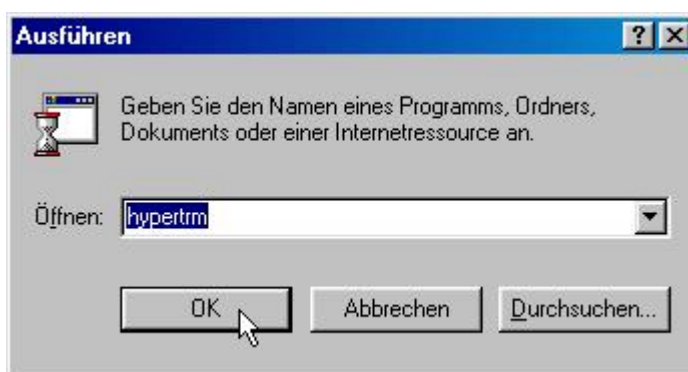 Ausführen
Geben Sie den Namen eines Programms, Ordners,
Dokuments oder einer Internetressource an.
Öffnen: hypertrm
OK Abbrechen Durchsuchen...